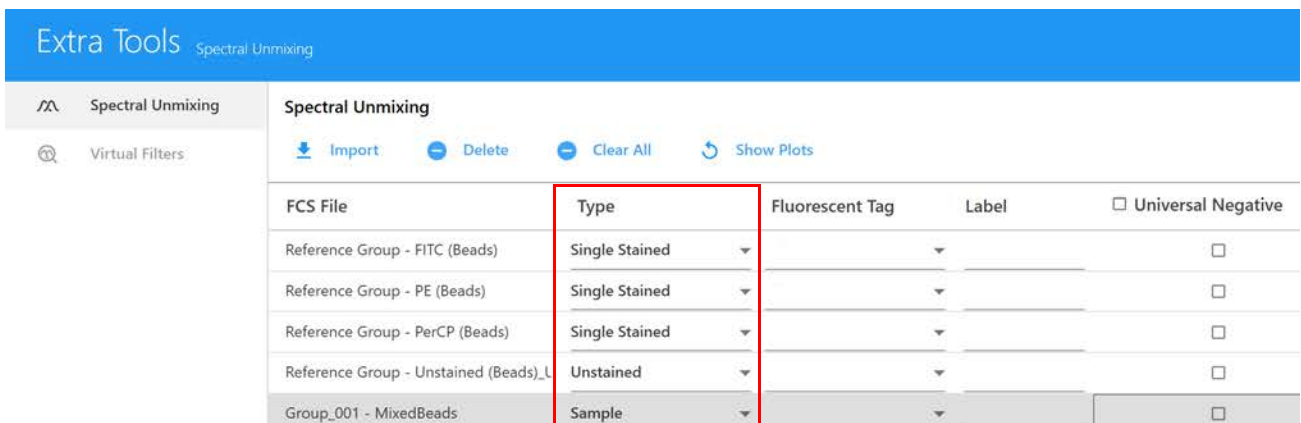 Extra Tools Spectral Unmixing
Spectral Unmixing
Virtual Filters
Spectral Unmixing
Import Delete Clear All Show Plots
FCS File Type Fluorescent Tag Label Universal Negative
Reference Group - FITC (Beads) Single Stained
Reference Group - PE (Beads) Single Stained
Reference Group - PerCP (Beads) Single Stained
Reference Group - Unstained (Beads)_U Unstained
Group_001 - MixedBeads Sample